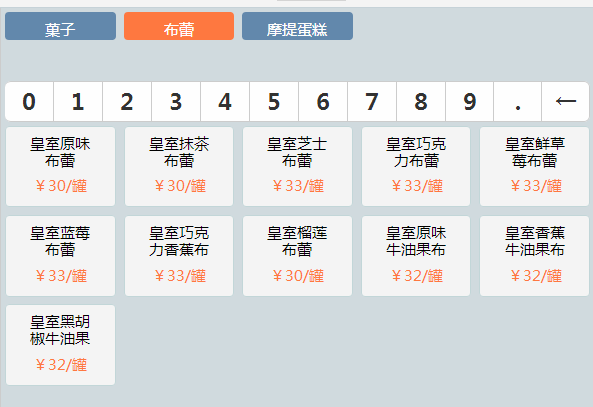 菓子 布蕾 摩提蛋糕
0 1 2 3 4 5 6 7 8 9 . ←
皇室原味 皇室抹茶 皇室芝士 皇室巧克 皇室鲜草
布蕾 布蕾 布蕾 力布蕾 莓布蕾
￥30/罐 ￥30/罐 ￥33/罐 ￥33/罐 ￥33/罐
皇室蓝莓 皇室巧克 皇室榴莲 皇室原味 皇室香蕉
布蕾 力香蕉布 布蕾 牛油果布 牛油果布
￥33/罐 ￥33/罐 ￥30/罐 ￥32/罐 ￥32/罐
皇室黑胡
椒牛油果
￥32/罐